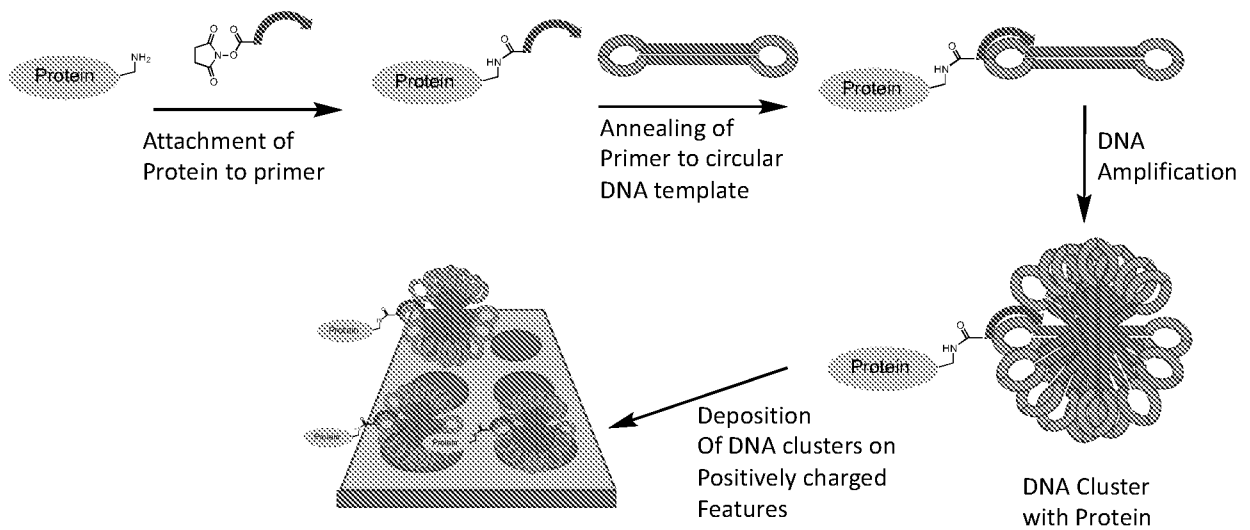 Protein
NH2
O
N-O
O
O
Attachment of
Protein to primer
Protein
HN
O
Annealing of
Primer to circular
DNA template
Protein
HN
O
DNA
Amplification
Protein
HN
O
DNA Cluster
with Protein
Deposition
Of DNA clusters on
Positively charged
Features
Protein
Protein
Protein